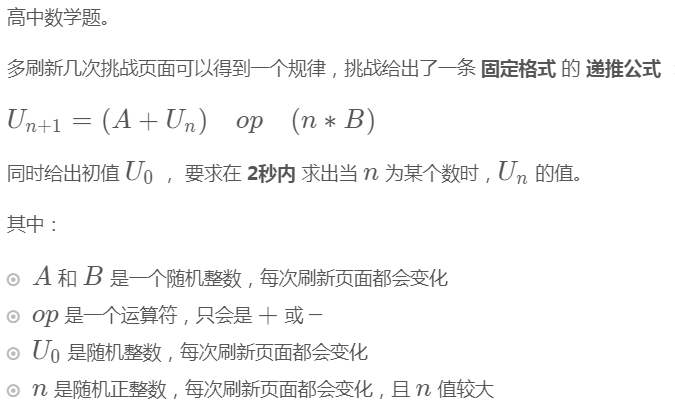 高中数学题。
多刷新几次挑战页面可以得到一个规律，挑战给出了一条 固定格式 的 递推公式
U_{n+1} = (A + U_n) op (n * B)
同时给出初值 U_0 ， 要求在 2秒内 求出当 n 为某个数时，U_n 的值。
其中：
A 和 B 是一个随机整数，每次刷新页面都会变化
op 是一个运算符，只会是 + 或 −
U_0 是随机整数，每次刷新页面都会变化
n 是随机正整数，每次刷新页面都会变化，且 n 值较大